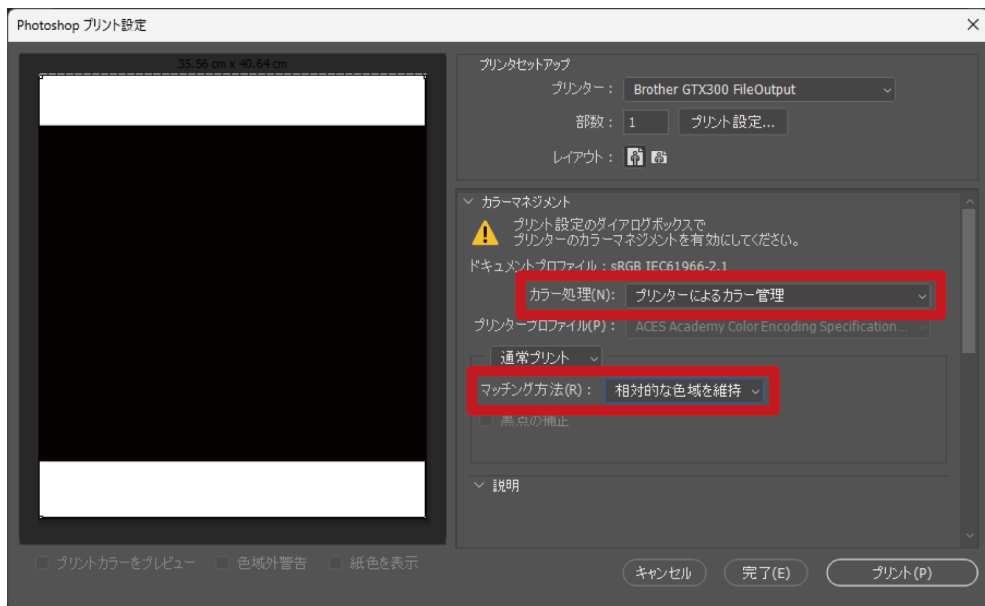 Photoshop プリント設定
35.56 cm x 40.64 cm
プリンタセットアップ
プリンター： Brother GTX300 FileOutput
部数： 1 プリント設定...
レイアウト：
カラーマネジメント
プリント設定のダイアログボックスで
プリンターのカラーマネジメントを有効にしてください。
ドキュメントプロファイル : sRGB IEC61966-2.1
カラー処理(N): プリンターによるカラー管理
プリンタープロファイル(P)： ACES Academy Color Encoding Specification...
通常プリント
マッチング方法(R)： 相対的な色域を維持
黒点の補正
説明
プリントカラーをプレビュー 色域外警告 紙色を表示
キャンセル 完了(E) プリント(P)